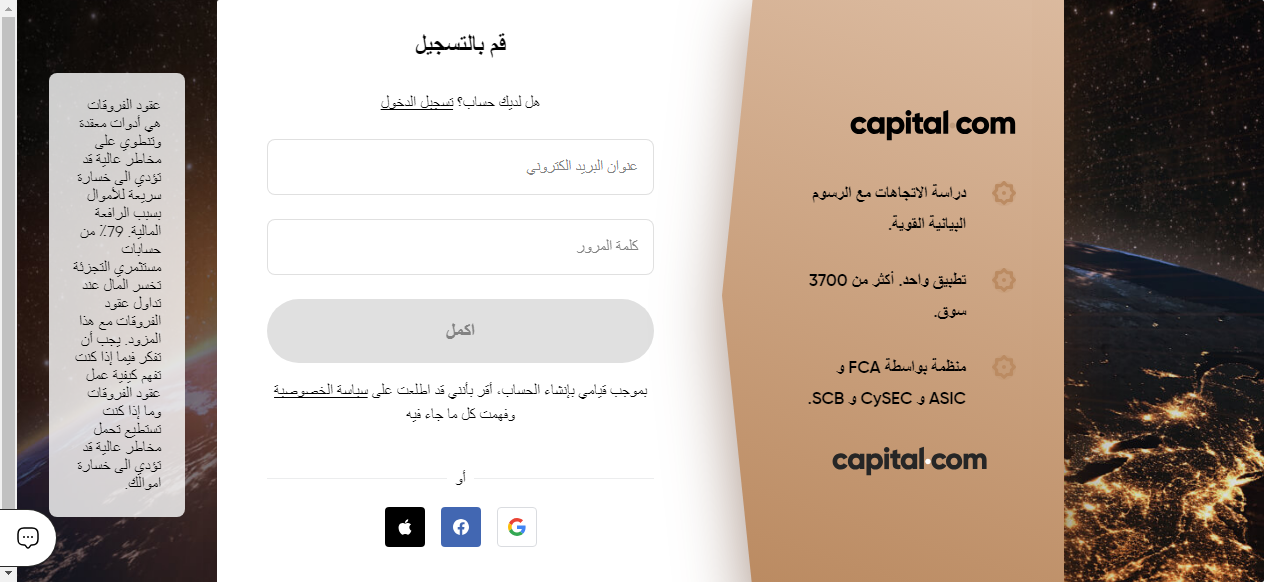 قم بالتسجيل
هل لديك حساب؟ تسجيل الدخول
عنوان البريد الكتروني
كلمة المرور
اكمل
بموجب قيامي بإنشاء الحساب، أقر بأنني قد اطلعت على سياسة الخصوصية
وفهمت كل ما جاء فيه
أو
capital com
دراسة الاتجاهات مع الرسوم
البيانية القوية.
تطبيق واحد. أكثر من 3700
سوق.
منظمة بواسطة FCA و
ASIC و CySEC و SCB.
capital.com
عقود الفروقات
هي أدوات معقدة
وتنطوي على
مخاطر عالية قد
تؤدي الى خسارة
سريعة للأموال
بسبب الرافعة
المالية. 79٪ من
حسابات
مستثمري التجزئة
تخسر المال عند
تداول عقود
الفروقات مع هذا
المزود. يجب أن
تفكر فيما إذا كنت
تفهم كيفية عمل
عقود الفروقات
وما إذا كنت
تستطيع تحمل
مخاطر عالية قد
تؤدي الى خسارة
اموالك.